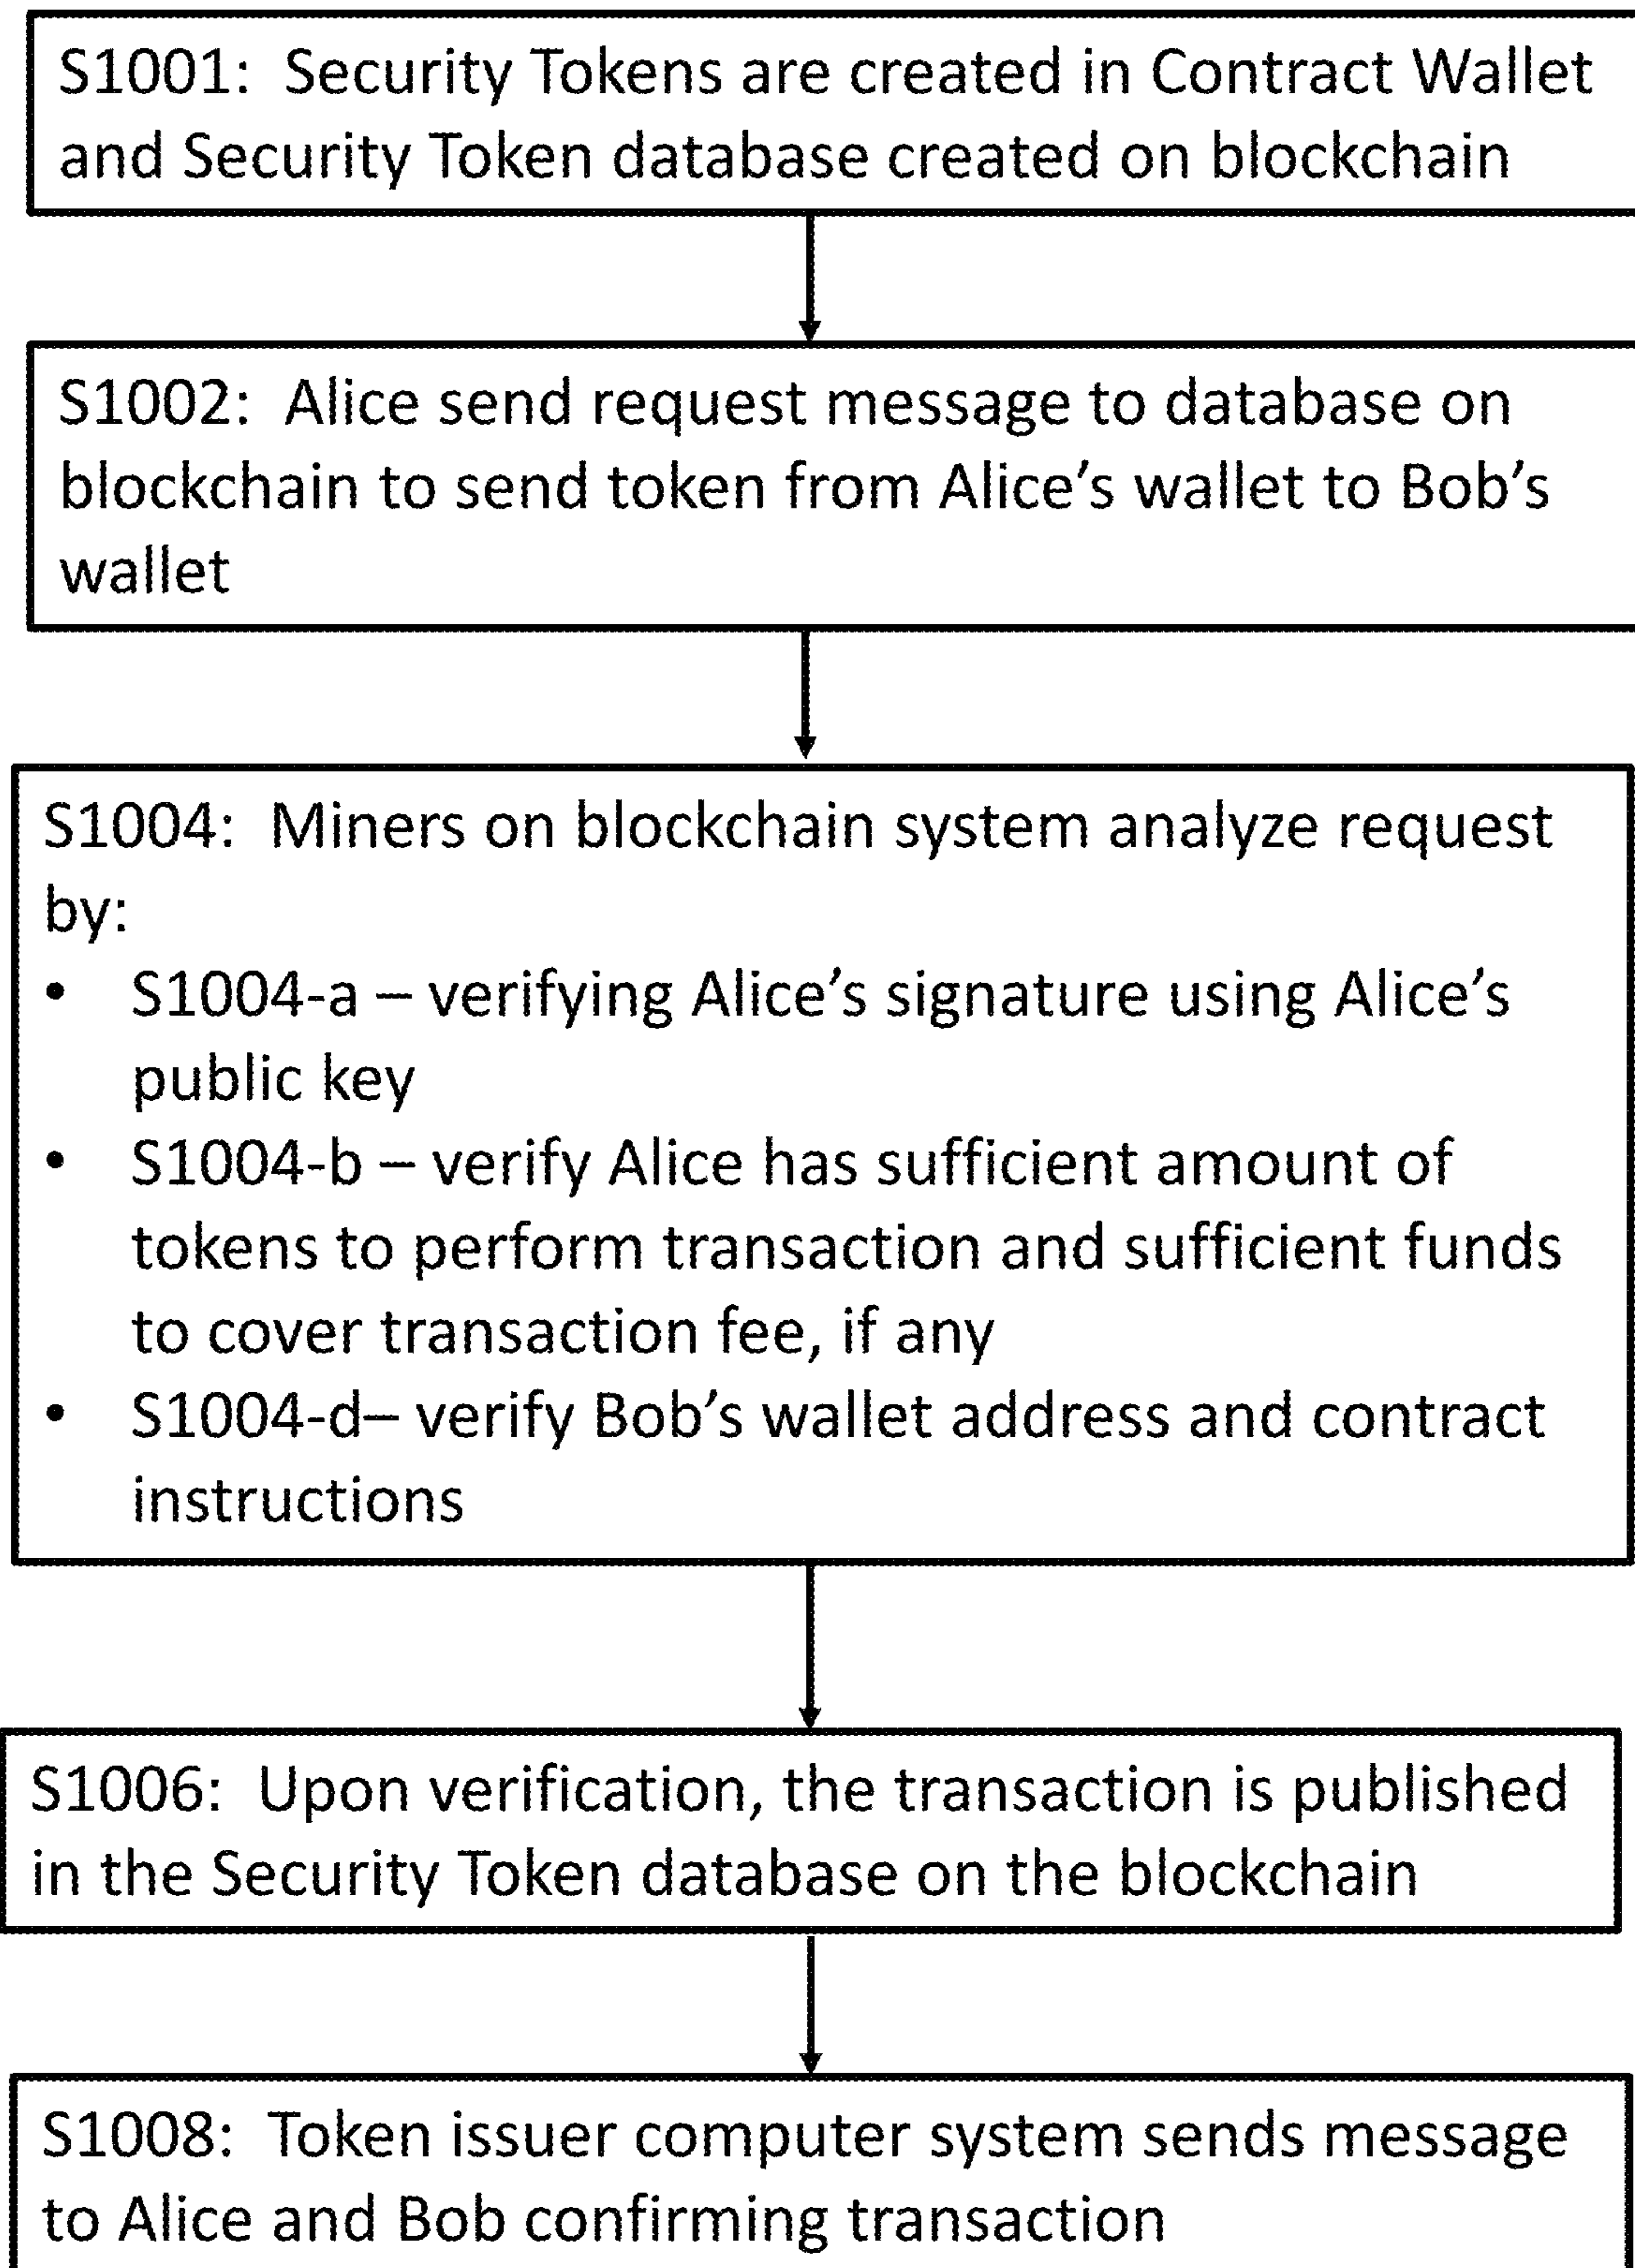 S1001: Security Tokens are created in Contract Wallet
and Security Token database created on blockchain
S1002: Alice send request message to database on
blockchain to send token from Alice’s wallet to Bob’s
wallet
S1004: Miners on blockchain system analyze request
by:
• S1004-a – verifying Alice’s signature using Alice’s
public key
• S1004-b – verify Alice has sufficient amount of
tokens to perform transaction and sufficient funds
to cover transaction fee, if any
• S1004-d– verify Bob’s wallet address and contract
instructions
S1006: Upon verification, the transaction is published
in the Security Token database on the blockchain
S1008: Token issuer computer system sends message
to Alice and Bob confirming transaction